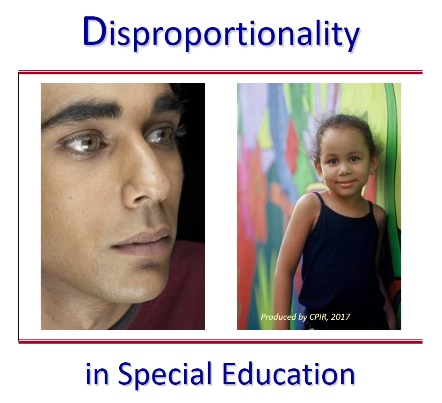 Disproportionality
Produced by CPIR, 2017
in Special Education